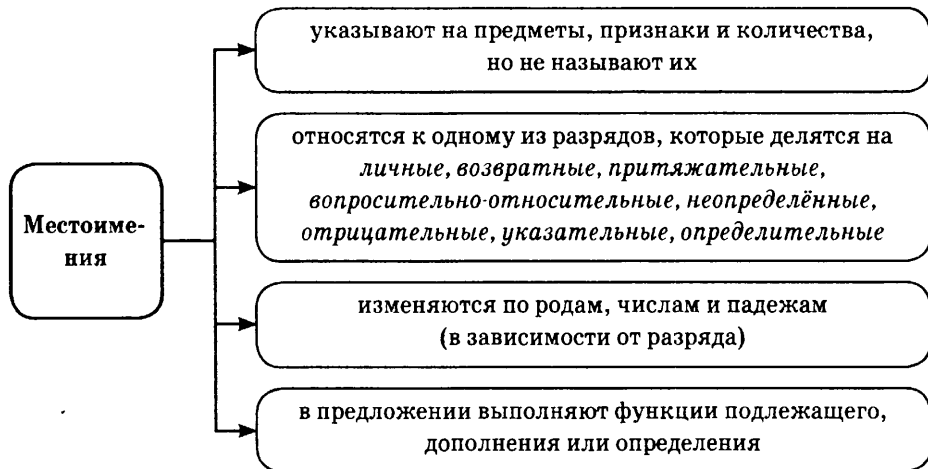 указывают на предметы, признаки и количества,
но не называют их
относятся к одному из разрядов, которые делятся на
личные, возвратные, притяжательные,
вопросительно-относительные, неопределённые,
отрицательные, указательные, определительные
Местоиме-
ния
изменяются по родам, числам и падежам
(в зависимости от разряда)
в предложении выполняют функции подлежащего,
дополнения или определения